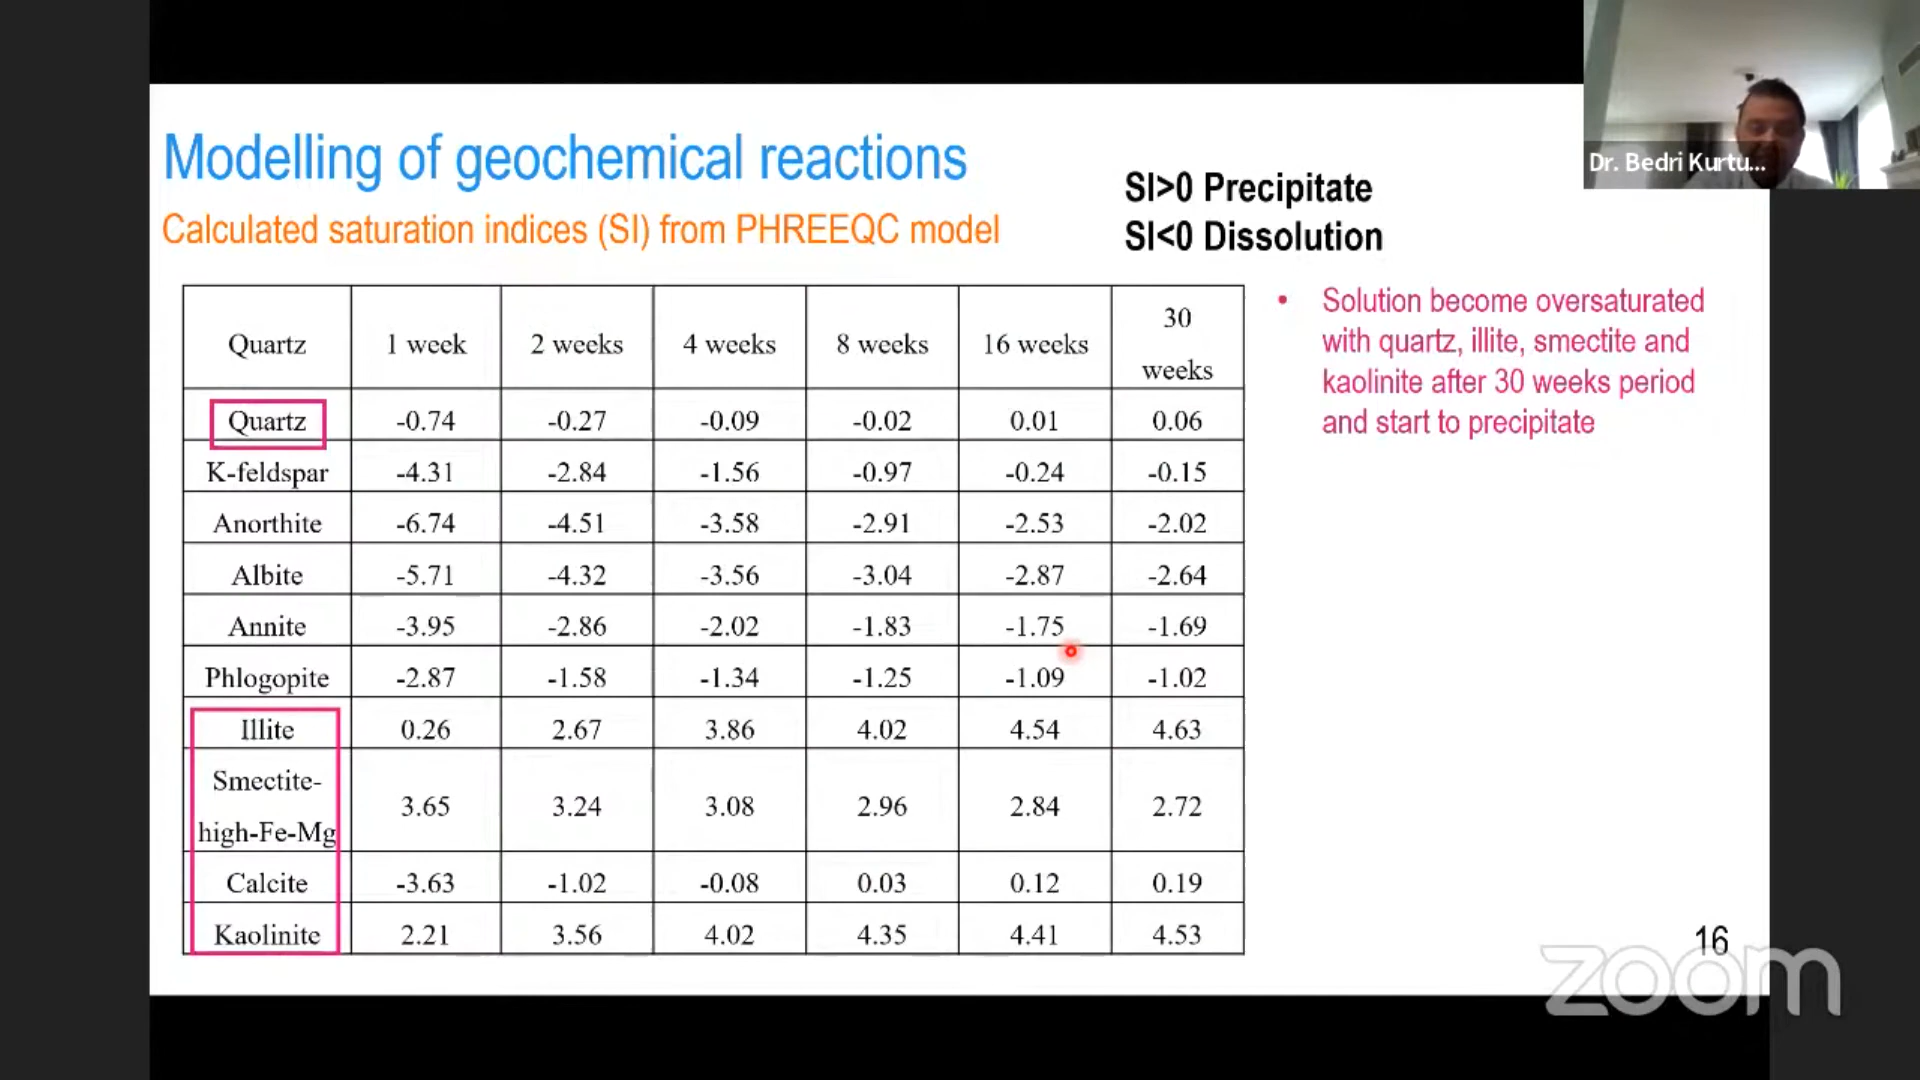 Modelling of geochemical reactions
Calculated saturation indices (SI) from PHREEQC model
SI>0 Precipitate
SI<0 Dissolution
Dr. Bedri Kurtu...
Quartz 1 week 2 weeks 4 weeks 8 weeks 16 weeks 30 weeks
Quartz -0.74 -0.27 -0.09 -0.02 0.01 0.06
K-feldspar -4.31 -2.84 -1.56 -0.97 -0.24 -0.15
Anorthite -6.74 -4.51 -3.58 -2.91 -2.53 -2.02
Albite -5.71 -4.32 -3.56 -3.04 -2.87 -2.64
Annite -3.95 -2.86 -2.02 -1.83 -1.75 -1.69
Phlogopite -2.87 -1.58 -1.34 -1.25 -1.09 -1.02
Illite 0.26 2.67 3.86 4.02 4.54 4.63
Smectite-
high-Fe-Mg 3.65 3.24 3.08 2.96 2.84 2.72
Calcite -3.63 -1.02 -0.08 0.03 0.12 0.19
Kaolinite 2.21 3.56 4.02 4.35 4.41 4.53
• Solution become oversaturated
with quartz, illite, smectite and
kaolinite after 30 weeks period
and start to precipitate
16
zoom